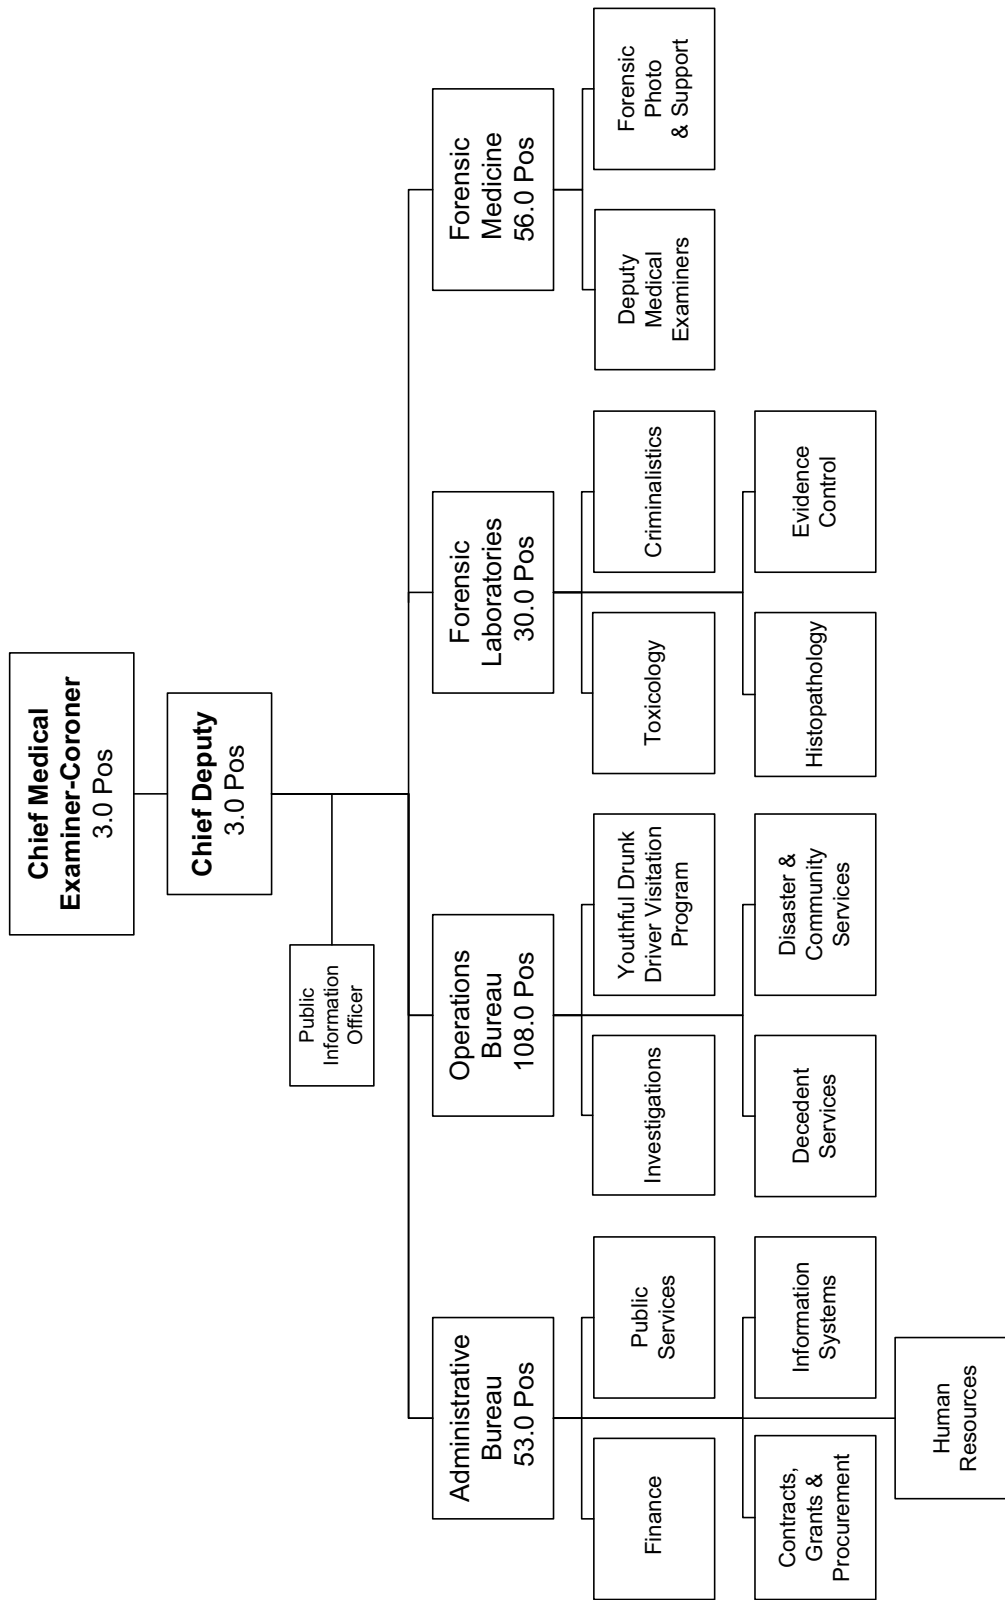 Chief Medical
Examiner-Coroner
3.0 Pos
Chief Deputy
3.0 Pos
Public
Information
Officer
Administrative
Bureau
53.0 Pos
Operations
Bureau
108.0 Pos
Forensic
Laboratories
30.0 Pos
Forensic
Medicine
56.0 Pos
Finance
Public
Services
Investigations
Youthful Drunk
Driver Visitation
Program
Toxicology
Criminalistics
Deputy
Medical
Examiners
Forensic
Photo
& Support
Contracts,
Grants &
Procurement
Information
Systems
Decedent
Services
Disaster &
Community
Services
Histopathology
Evidence
Control
Human
Resources